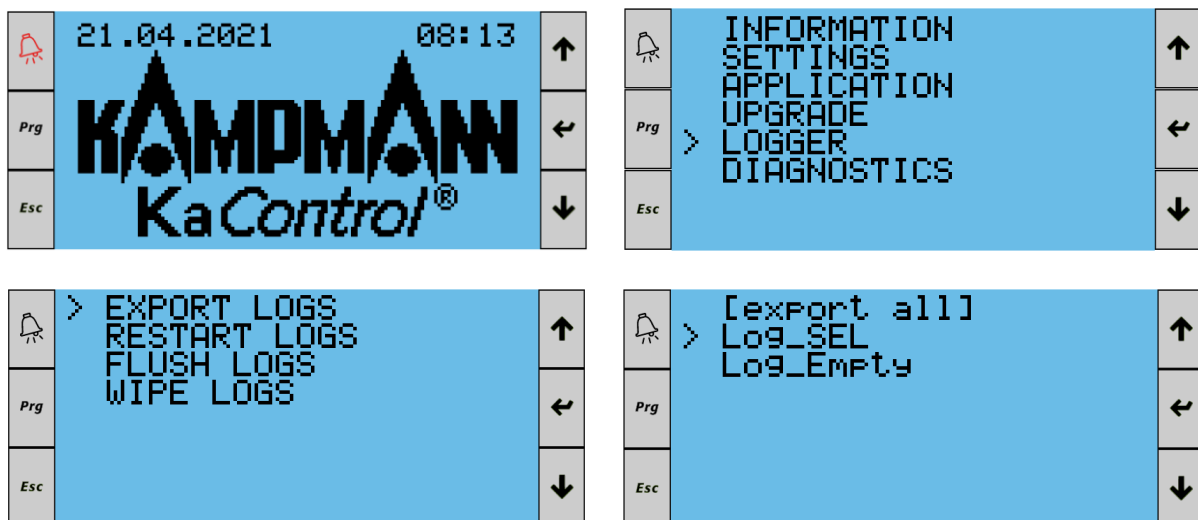 21.04.2021 08:13
KAMPMANN
KaControl®
Prg
Esc
INFORMATION
SETTINGS
APPLICATION
UPGRADE
> LOGGER
DIAGNOSTICS
Prg
Esc
> EXPORT LOGS
RESTART LOGS
FLUSH LOGS
WIPE LOGS
Prg
Esc
[export all]
> Log_SEL
Log_Empty
Prg
Esc